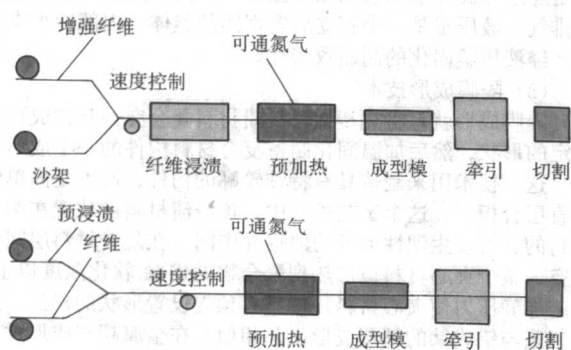 增强纤维
可通氮气
速度控制
沙架
纤维浸渍
预加热
成型模
牵引
切割
预浸渍
纤维
可通氮气
速度控制
预加热
成型模
牵引
切割